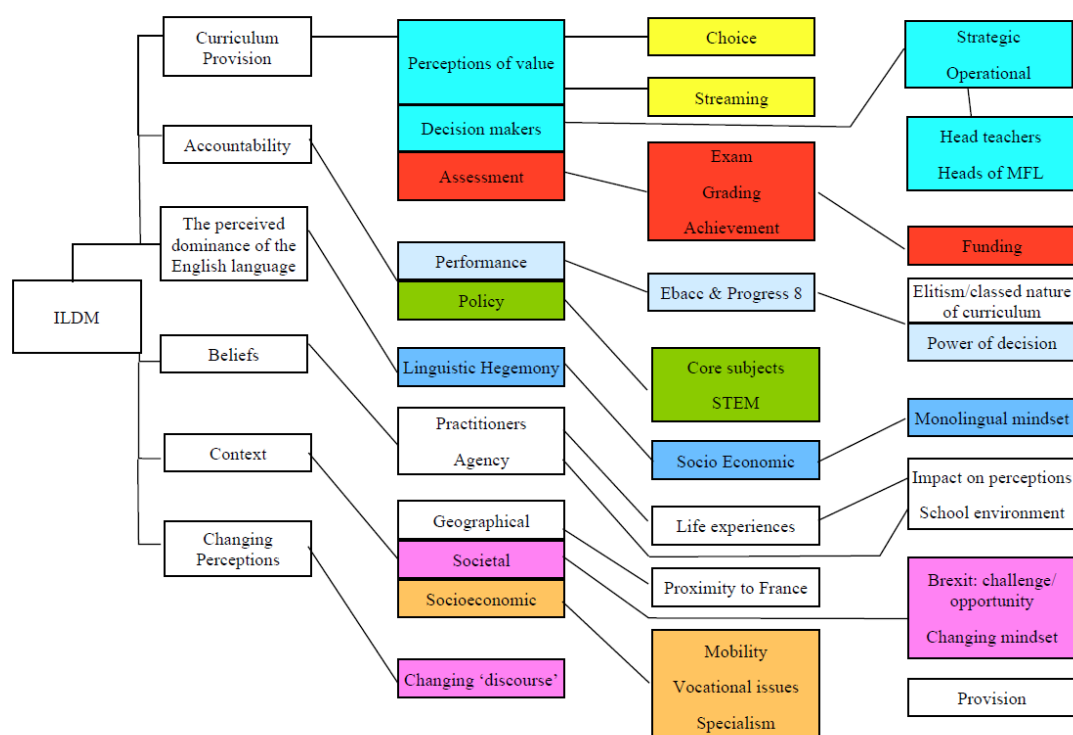 ILDM
Curriculum
Provision
Accountability
The perceived
dominance of the
English language
Beliefs
Context
Changing
Perceptions
Perceptions of value
Decision makers
Assessment
Performance
Policy
Linguistic Hegemony
Practitioners
Agency
Geographical
Societal
Socioeconomic
Changing ‘discourse’
Choice
Streaming
Exam
Grading
Achievement
Ebacc & Progress 8
Core subjects
STEM
Socio Economic
Life experiences
Proximity to France
Mobility
Vocational issues
Specialism
Strategic
Operational
Head teachers
Heads of MFL
Funding
Elitism/classed nature
of curriculum
Power of decision
Monolingual mindset
Impact on perceptions
School environment
Brexit: challenge/
opportunity
Changing mindset
Provision